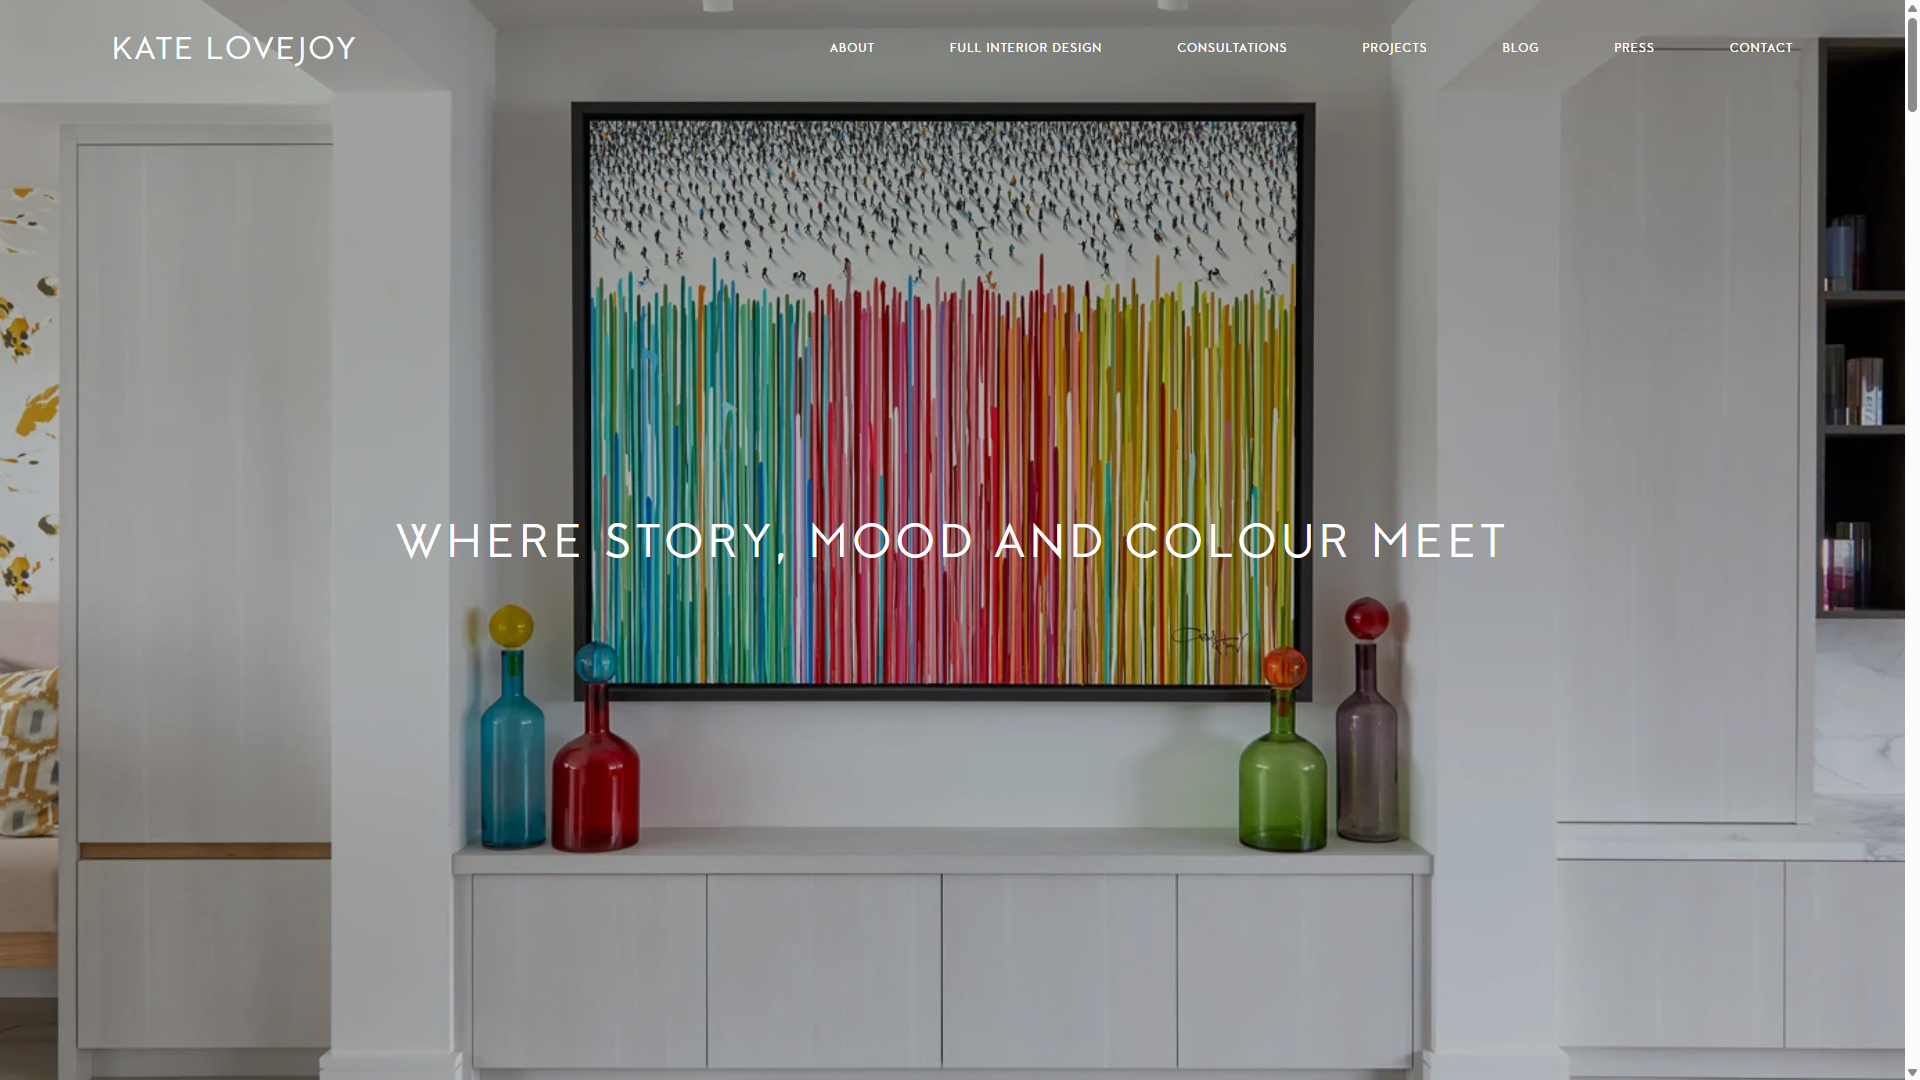 KATE LOVEJOY
ABOUT
FULL INTERIOR DESIGN
CONSULTATIONS
PROJECTS
BLOG
PRESS
CONTACT
WHERE STORY, MOOD AND COLOUR MEET